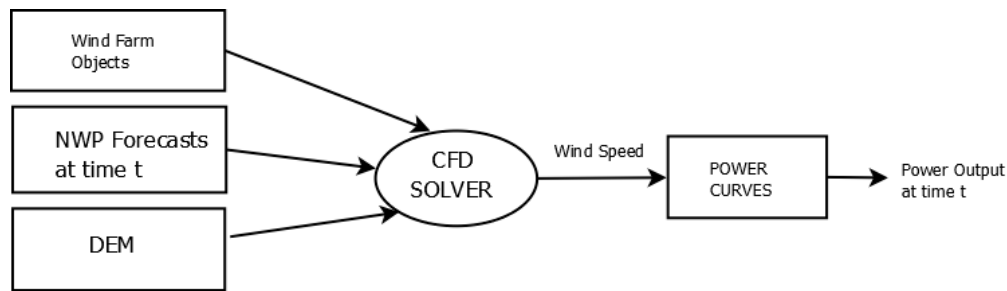 Wind Farm
Objects
NWP Forecasts
at time t
DEM
CFD
SOLVER
Wind Speed
POWER
CURVES
Power Output
at time t